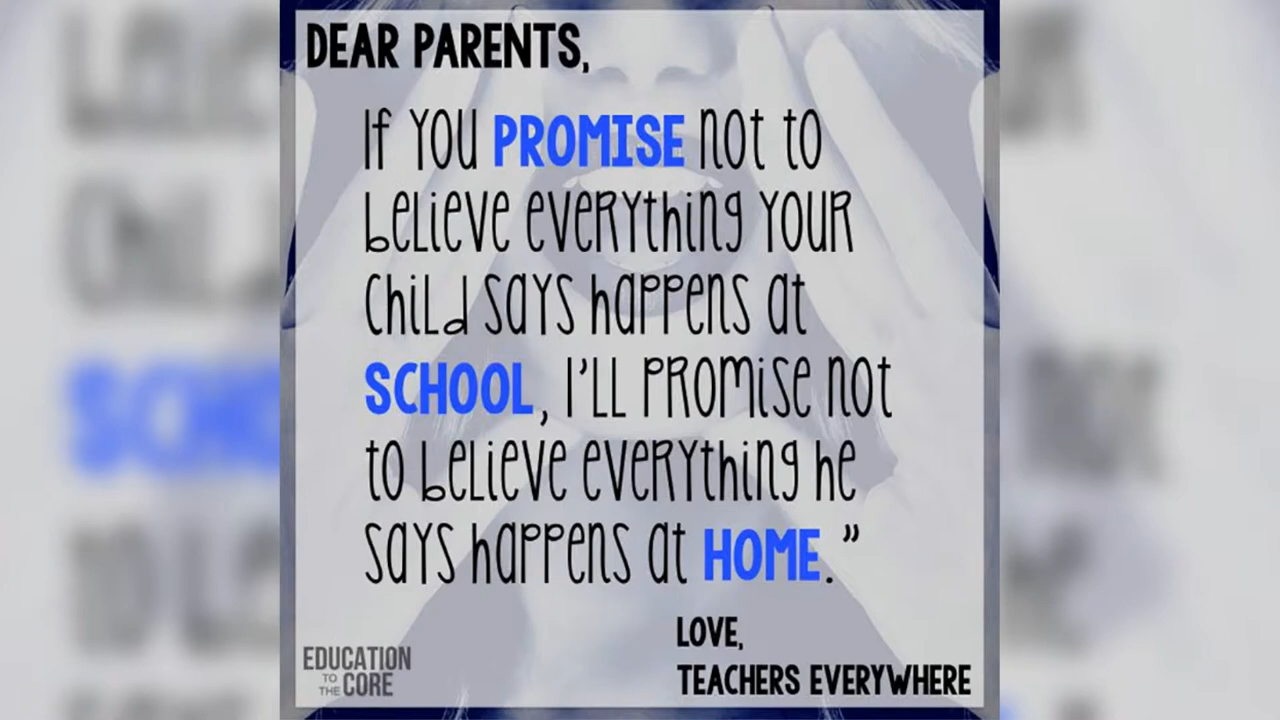 DEAR PARENTS,
If YOU PROMISE NOT to
BELIEVE EVERYTHING YOUR
CHILD SAYS HAPPENS At
SCHOOL, I'LL PROMISE NOT
to BELIEVE EVERYTHING HE
SAYS HAPPENS At HOME.”
LOVE,
TEACHERS EVERYWHERE
EDUCATION
TO THE CORE